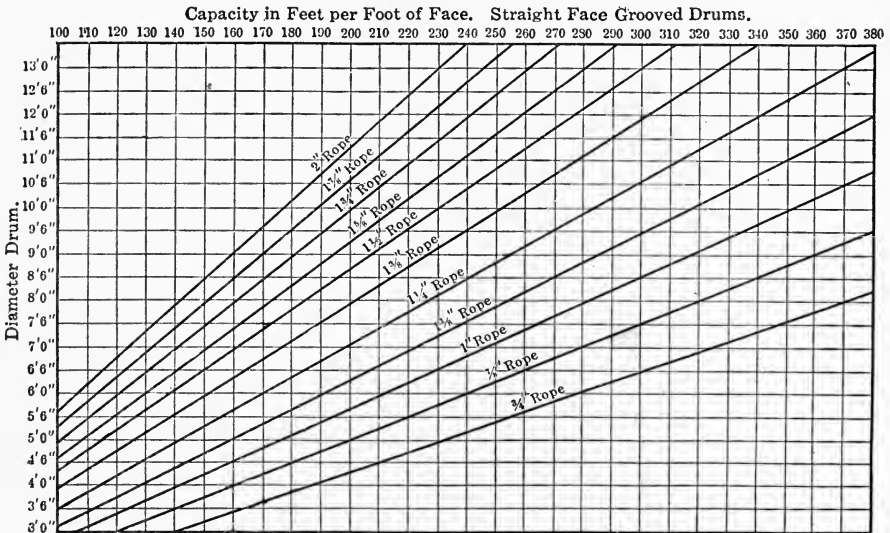 Capacity in Feet per Foot of Face. Straight Face Grooved Drums.
100 110 120 130 140 150 160 170 180 190 200 210 220 230 240 250 260 270 280 290 300 310 320 330 340 350 360 370 380
Diameter Drum.
13'0"
12'6"
12'0"
11'6"
11'0"
10'6"
10'0"
9'6"
9'0"
8'6"
8'0"
7'6"
7'0"
6'6"
6'0"
5'6"
5'0"
4'6"
4'0"
3'6"
3'0"
2" Rope
1⅞" Rope
1¾" Rope
1⅝" Rope
1½" Rope
1⅜" Rope
1¼" Rope
1⅛" Rope
1" Rope
⅞" Rope
¾" Rope